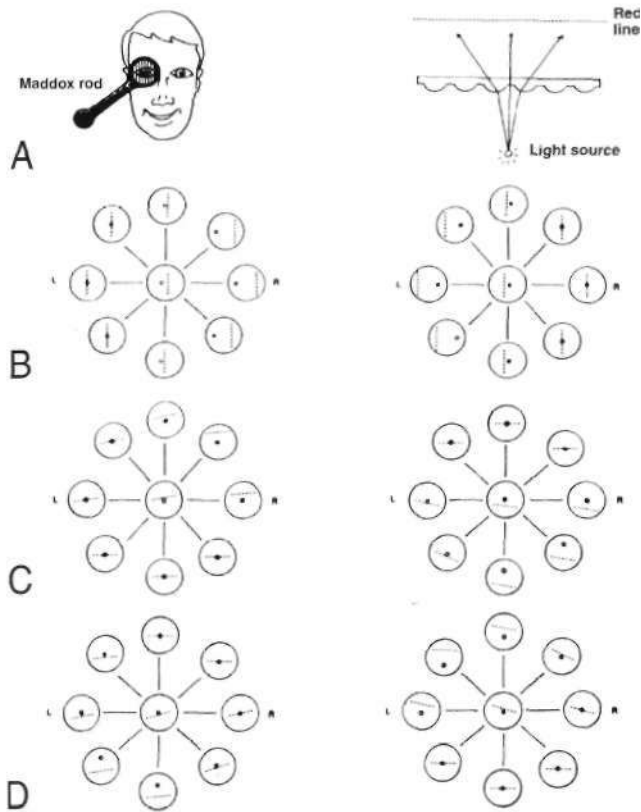 Red
line
Maddox rod
Light source
A
L R L R
B
L R L R
C
L R L R
D